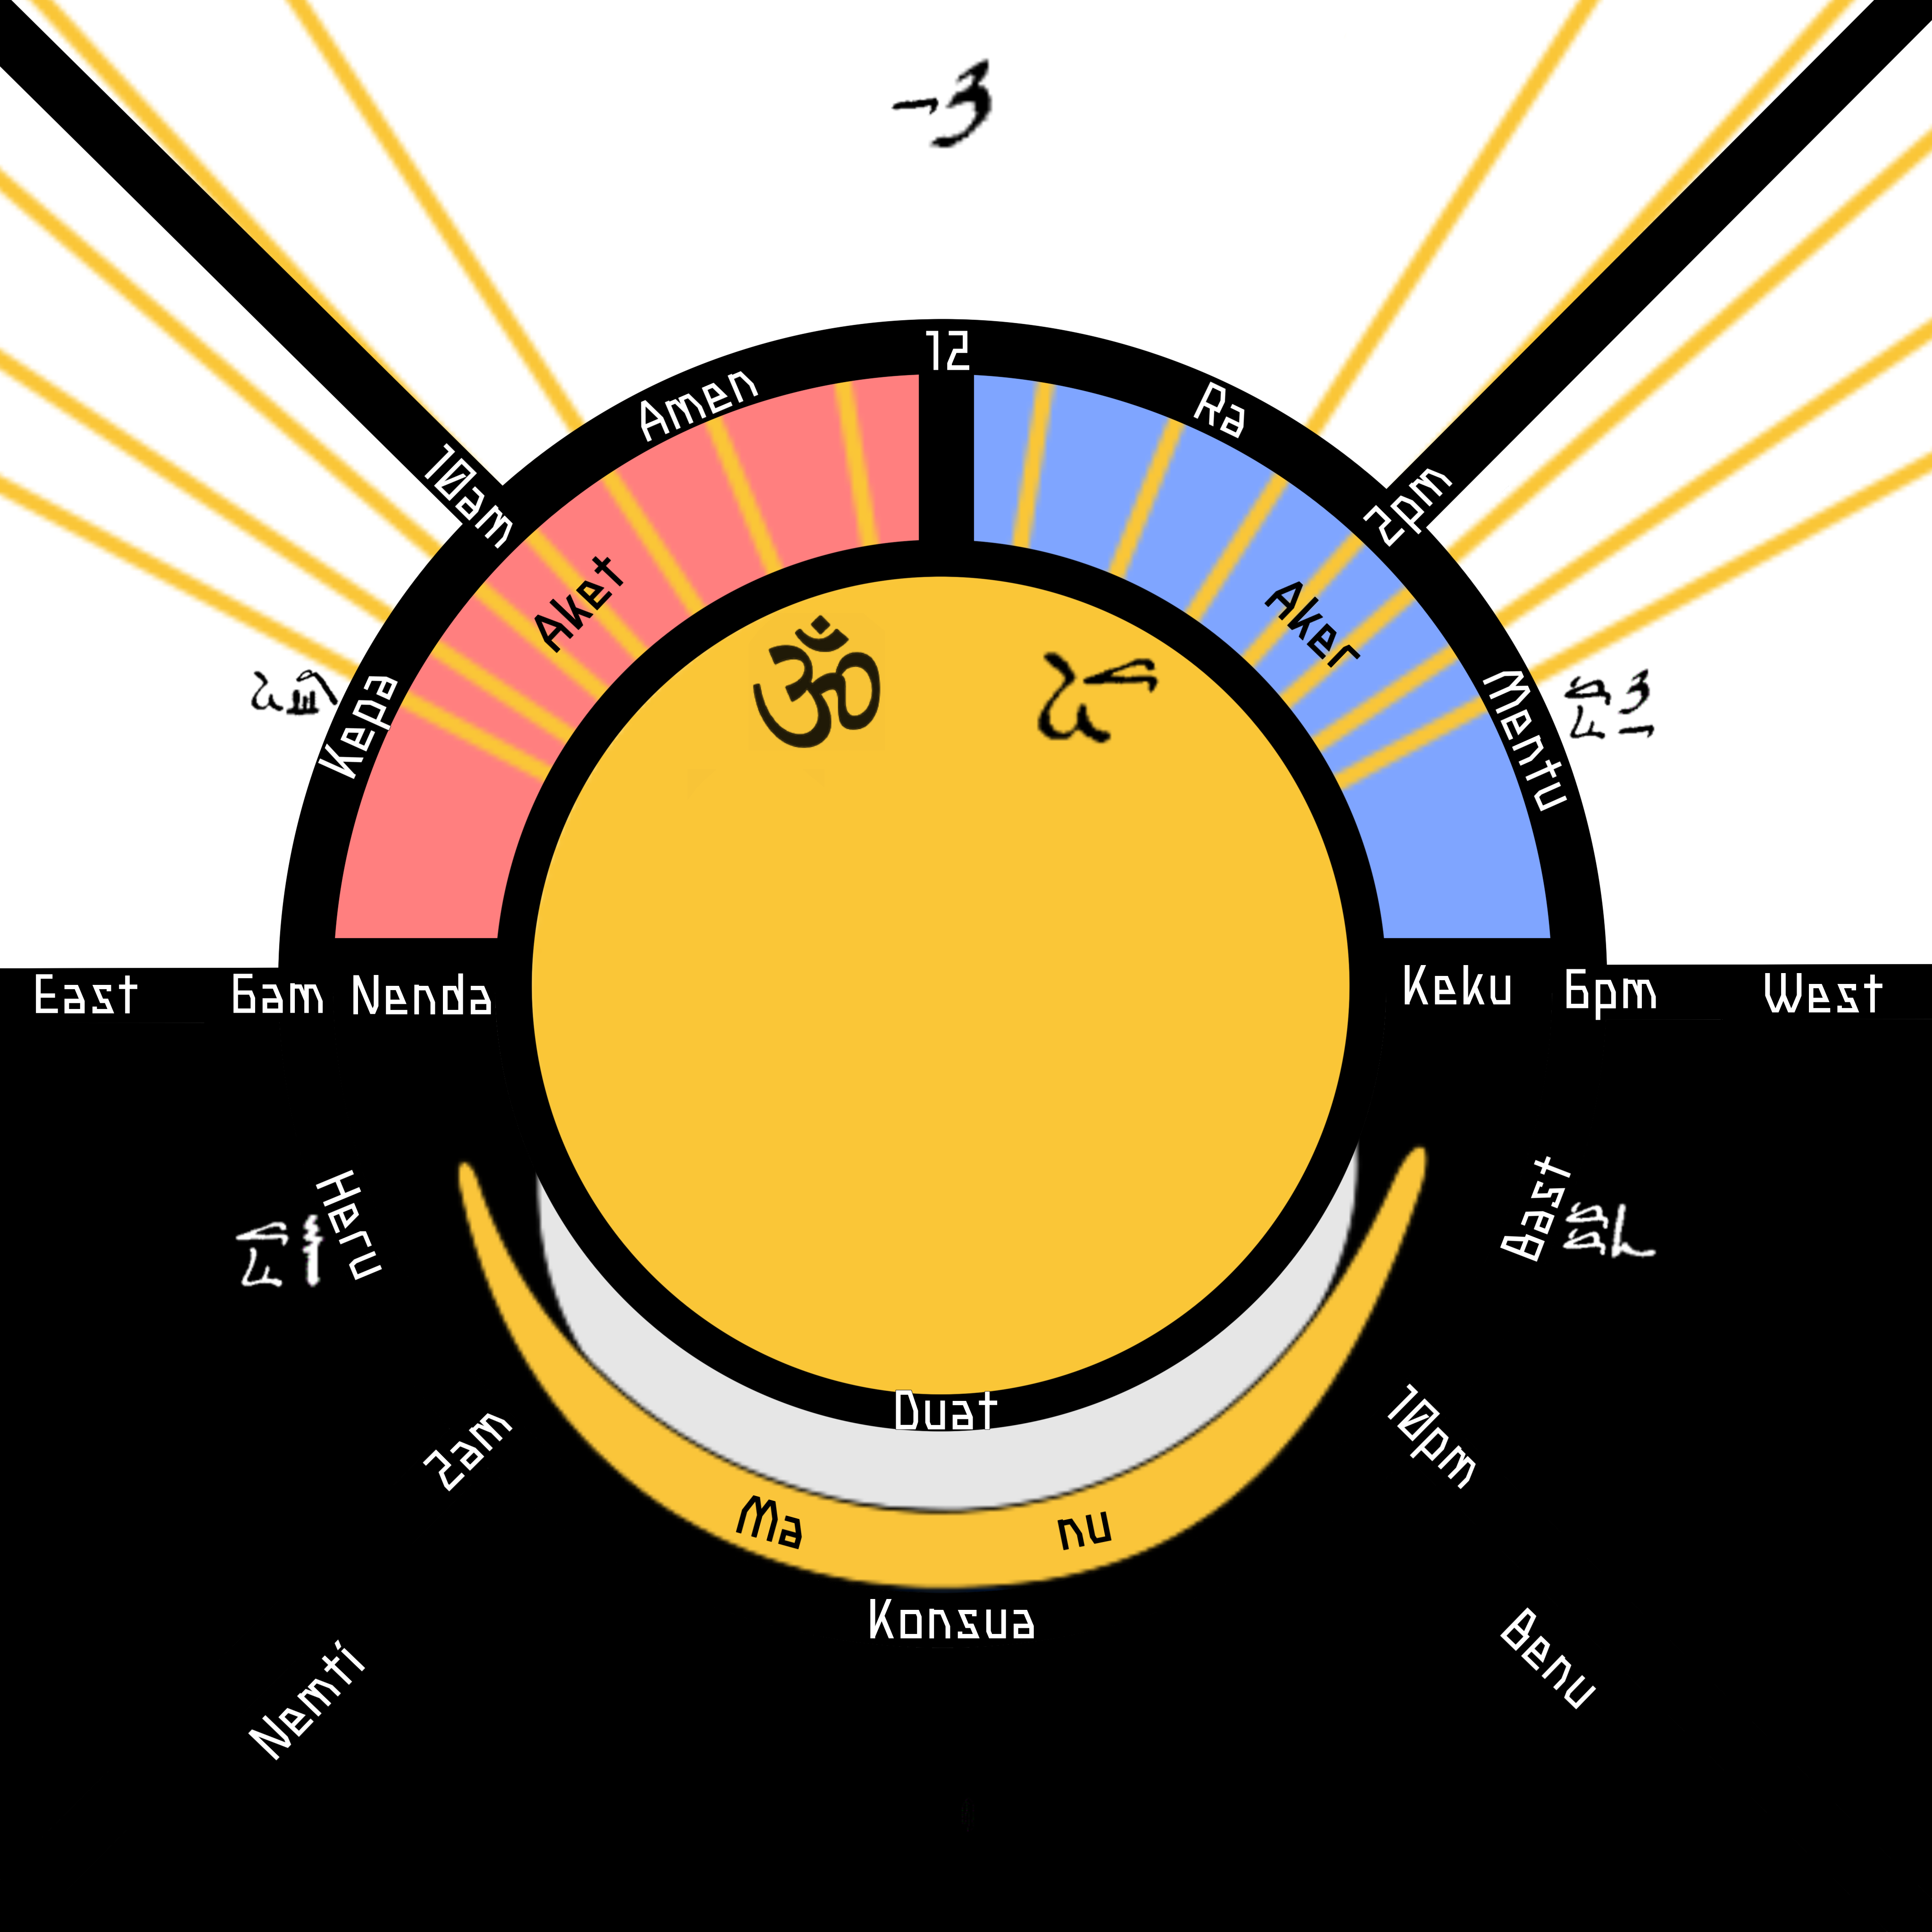 12
Amen
Ra
10am
2pm
Aket
Aker
ॐ
Kepa
Mentu
East
6am
Nenda
Keku
6pm
West
Heru
Bast
Duat
2am
10pm
Ma
nu
Konsua
Nemti
Benu